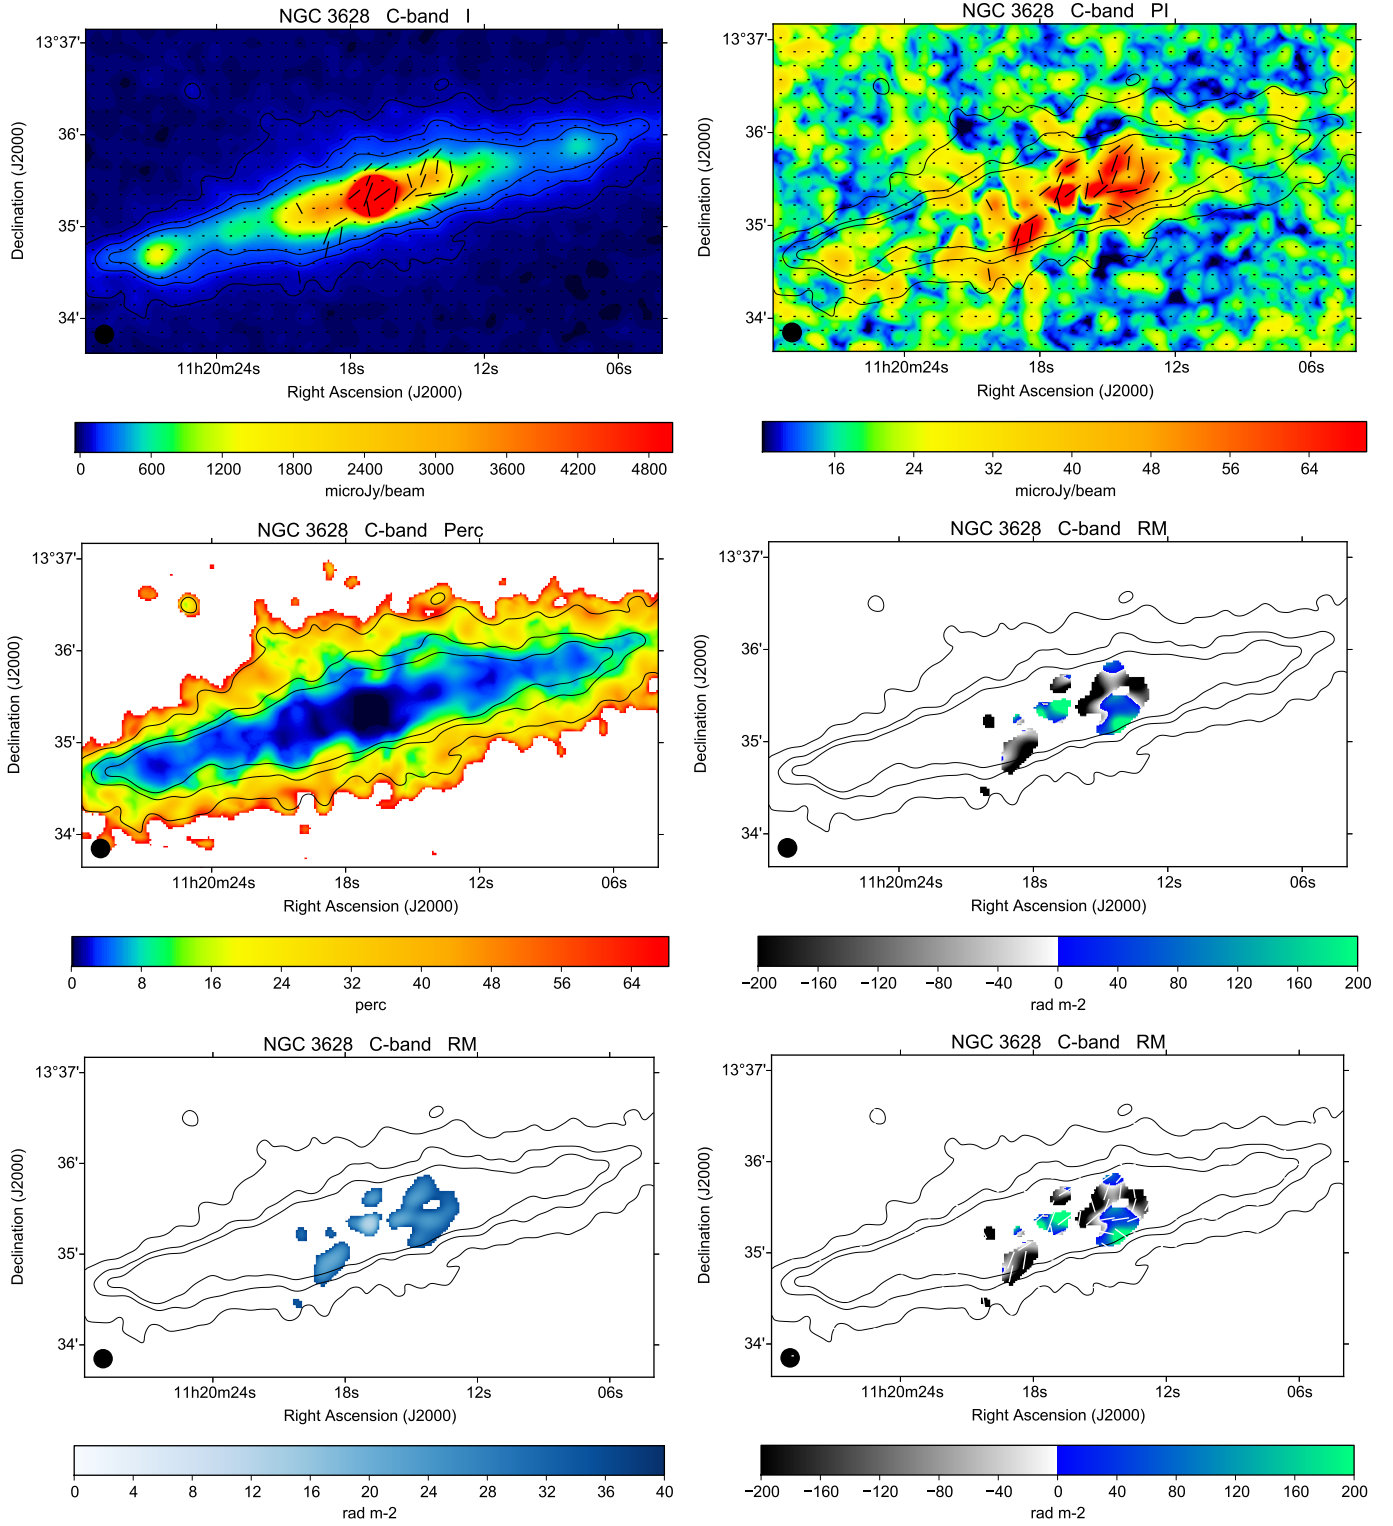 NGC 3628 C-band I
13°37'
36'
35'
34'
Declination (J2000)
11h20m24s 18s 12s 06s
Right Ascension (J2000)
0 600 1200 1800 2400 3000 3600 4200 4800
microJy/beam
NGC 3628 C-band PI
13°37'
36'
35'
34'
Declination (J2000)
11h20m24s 18s 12s 06s
Right Ascension (J2000)
16 24 32 40 48 56 64
microJy/beam
NGC 3628 C-band Perc
13°37'
36'
35'
34'
Declination (J2000)
11h20m24s 18s 12s 06s
Right Ascension (J2000)
0 8 16 24 32 40 48 56 64
perc
NGC 3628 C-band RM
13°37'
36'
35'
34'
Declination (J2000)
11h20m24s 18s 12s 06s
Right Ascension (J2000)
−200 −160 −120 −80 −40 0 40 80 120 160 200
rad m-2
NGC 3628 C-band RM
13°37'
36'
35'
34'
Declination (J2000)
11h20m24s 18s 12s 06s
Right Ascension (J2000)
0 4 8 12 16 20 24 28 32 36 40
rad m-2
NGC 3628 C-band RM
13°37'
36'
35'
34'
Declination (J2000)
11h20m24s 18s 12s 06s
Right Ascension (J2000)
−200 −160 −120 −80 −40 0 40 80 120 160 200
rad m-2